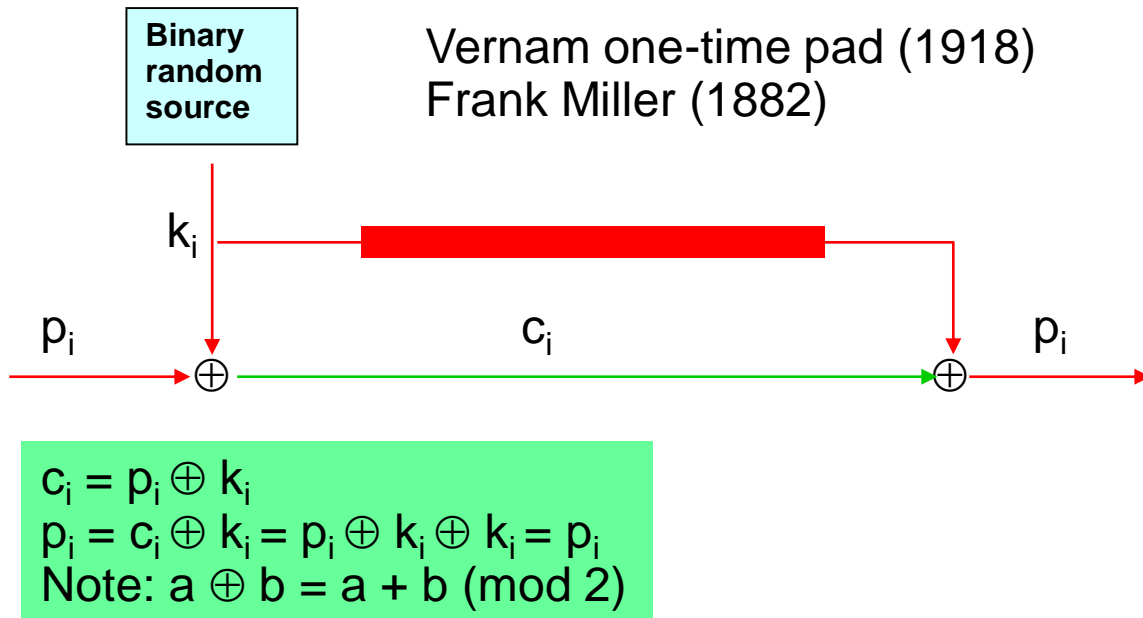 Binary
random
source
Vernam one-time pad (1918)
Frank Miller (1882)
kᵢ
pᵢ
cᵢ
pᵢ
⊕
⊕
cᵢ = pᵢ ⊕ kᵢ
pᵢ = cᵢ ⊕ kᵢ = pᵢ ⊕ kᵢ ⊕ kᵢ = pᵢ
Note: a ⊕ b = a + b (mod 2)